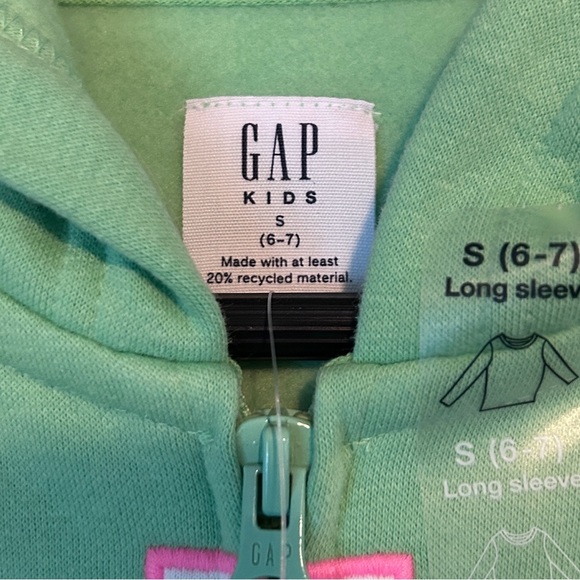 GAP
KIDS
S
(6-7)
Made with at least
20% recycled material.
S (6-7)
Long sleev
S (6-7)
Long sleeve
GAP